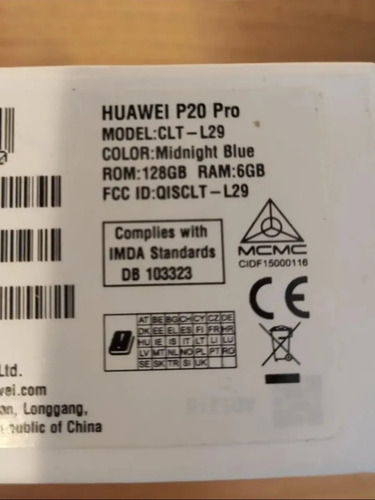 HUAWEI P20 Pro
MODEL:CLT-L29
COLOR:Midnight Blue
ROM:128GB RAM:6GB
FCC ID:QISCLT-L29
Complies with
IMDA Standards
DB 103323
MCMC
CIDF15000116
CE
AT BE BG CH CY CZ DE
DK EE EL ES FI FR HR
HU IE IS IT LT LI LU
LV MT NL NO PL PT RO
SE SK TR SI UK
Ltd.
wei.com
an, Longgang,
public of China